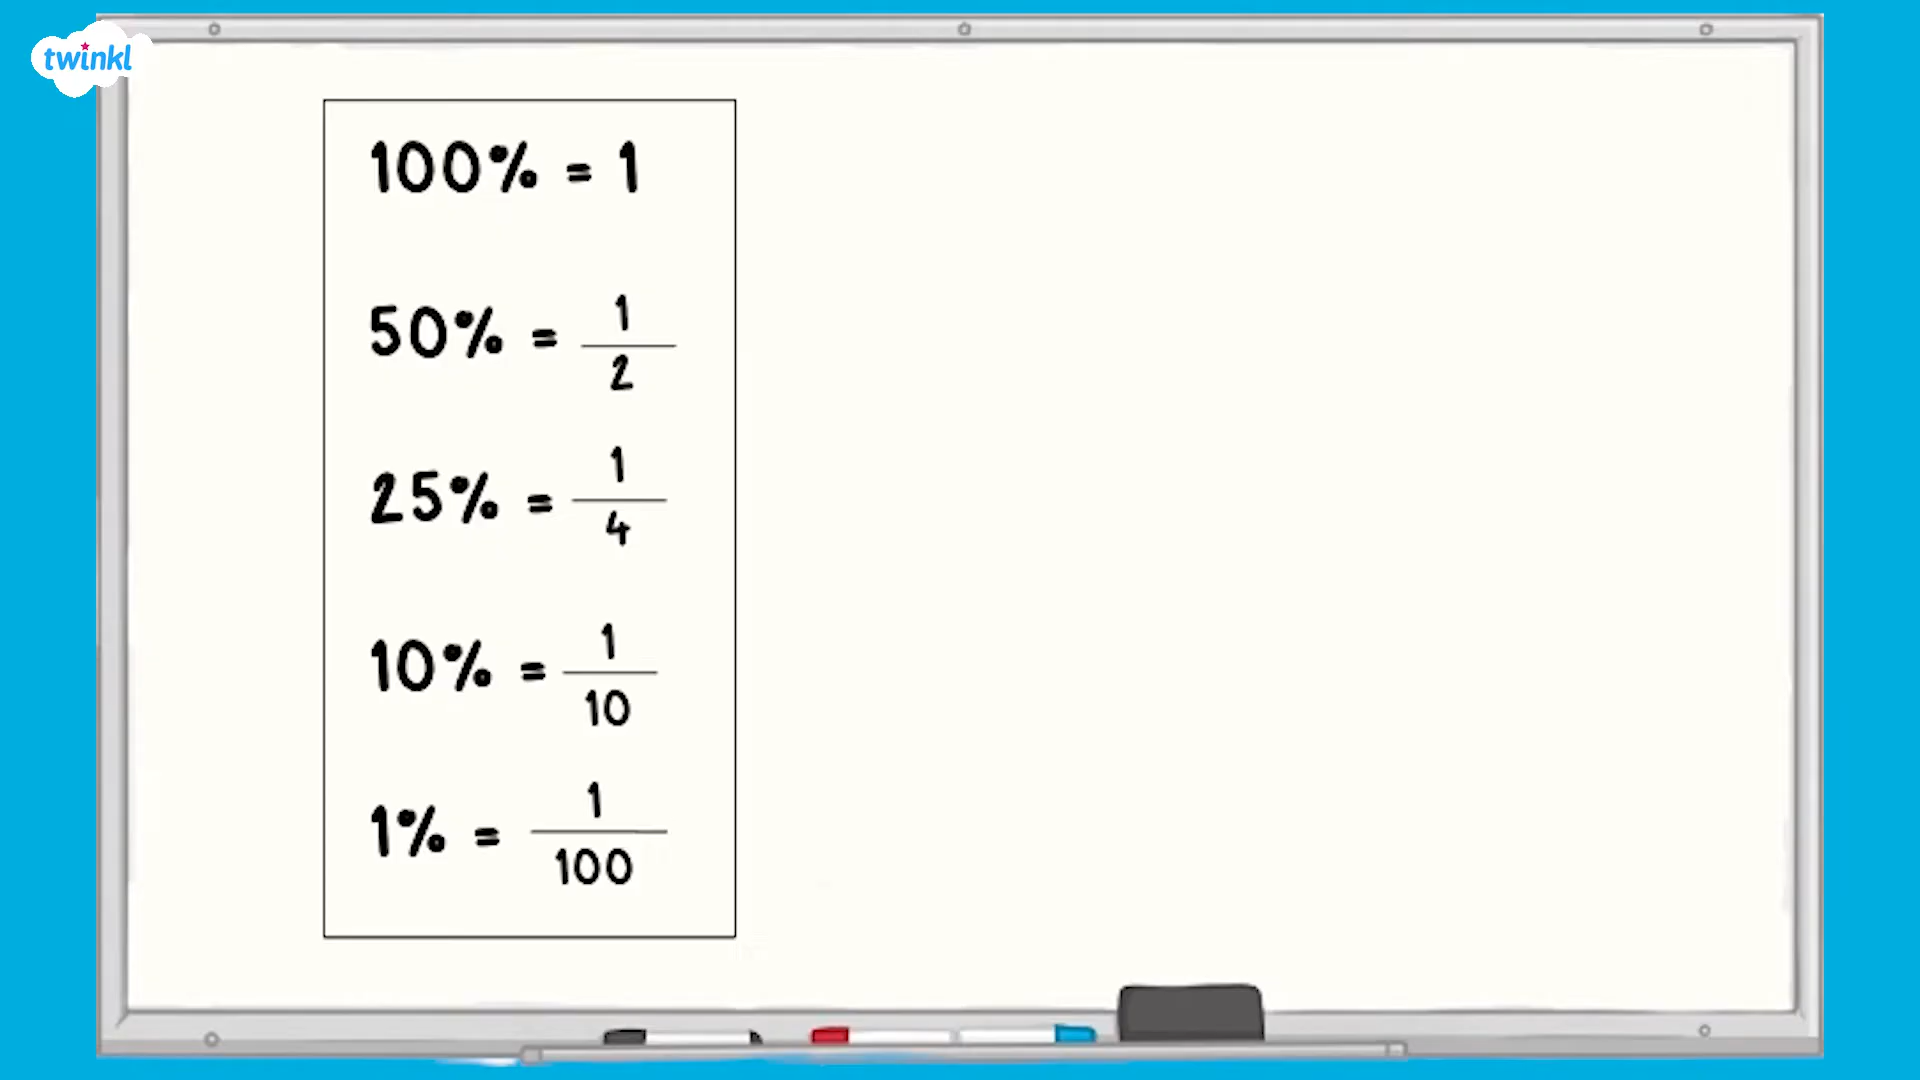 twinkl
100% = 1
50% = 1/2
25% = 1/4
10% = 1/10
1% = 1/100